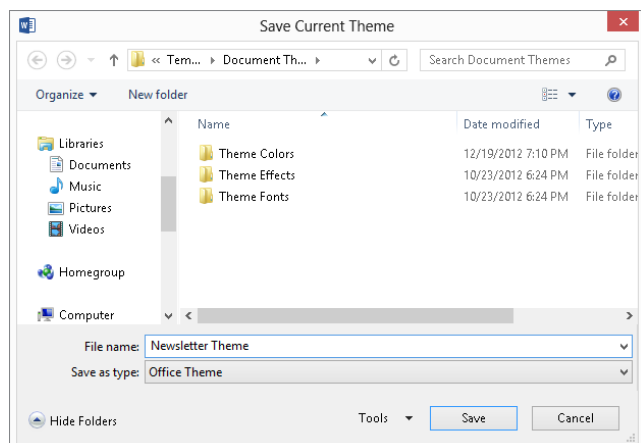 Save Current Theme
« Tem... Document Th... Search Document Themes
Organize New folder
Name Date modified Type
Libraries
Documents
Music
Pictures
Videos
Homegroup
Computer
Theme Colors 12/19/2012 7:10 PM File folder
Theme Effects 10/23/2012 6:24 PM File folder
Theme Fonts 10/23/2012 6:24 PM File folder
File name: Newsletter Theme
Save as type: Office Theme
Hide Folders Tools Save Cancel